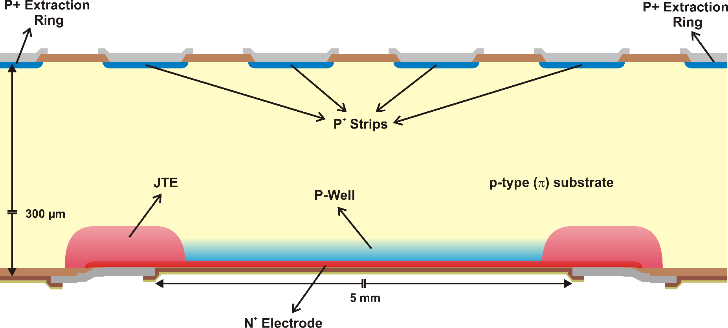 P+ Extraction
Ring
P+ Extraction
Ring
P+ Strips
JTE
P-Well
p-type (π) substrate
300 µm
5 mm
N+ Electrode